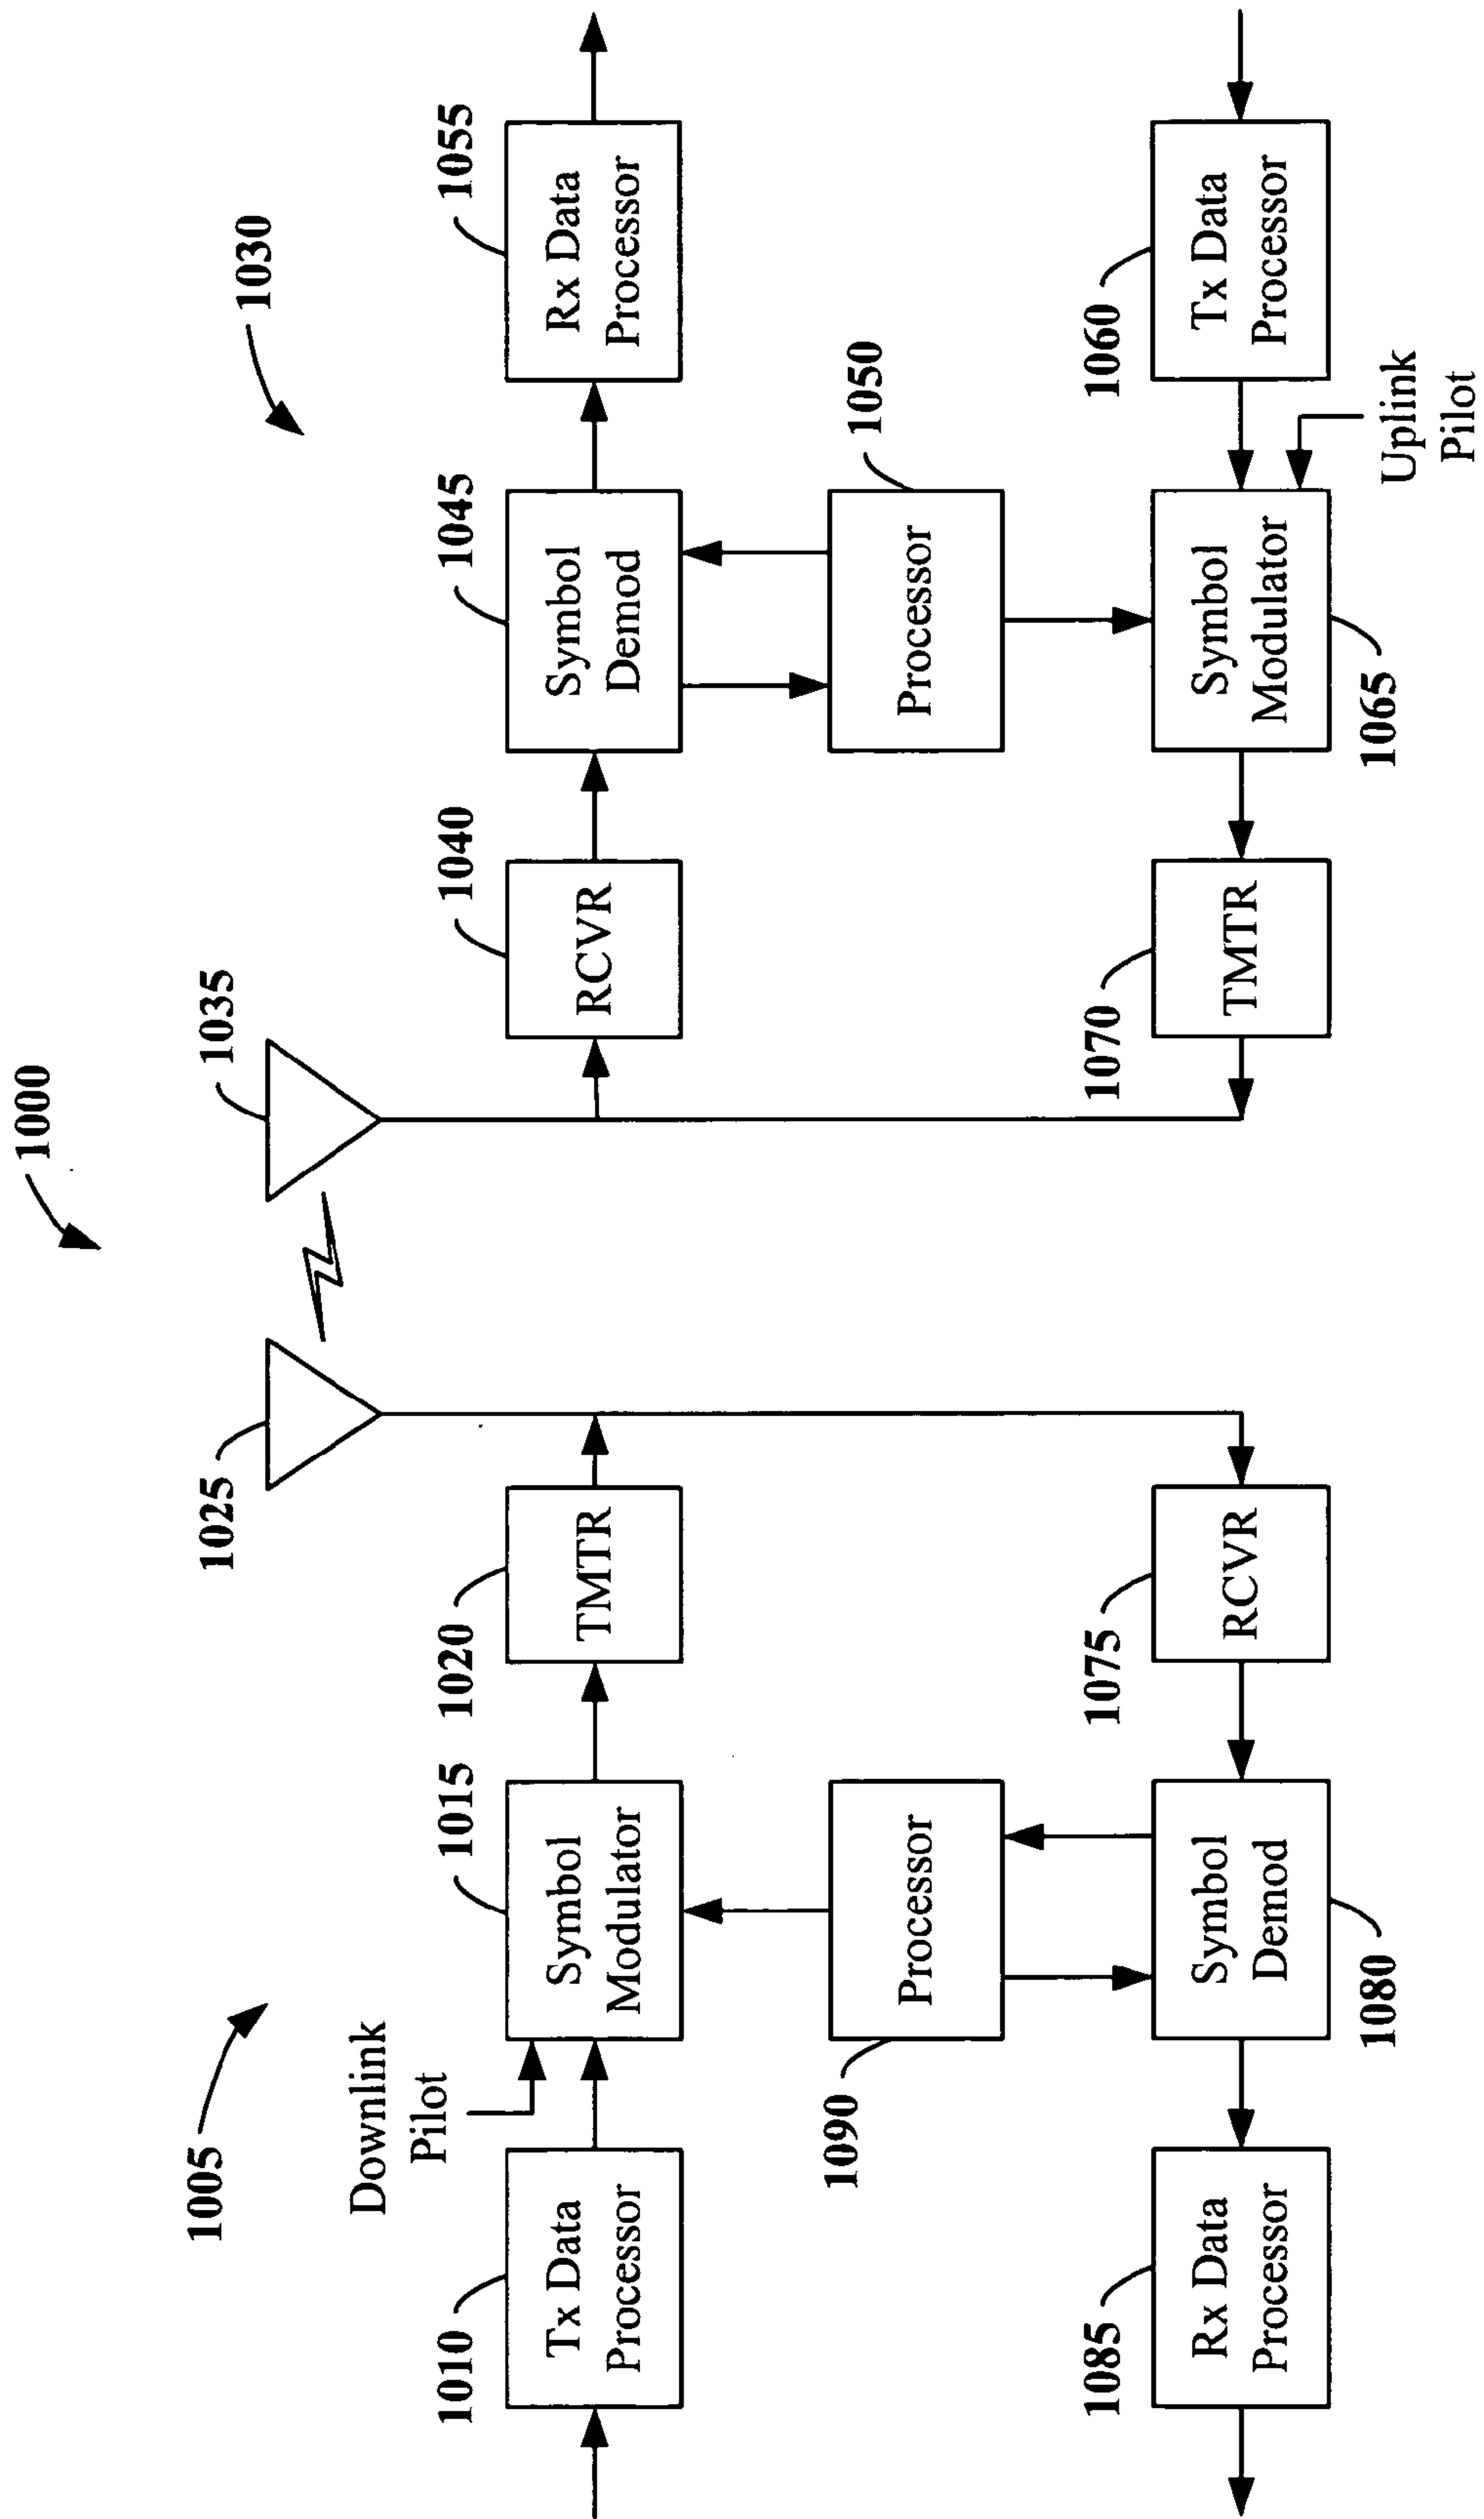 1000
1005
1030
1025
1035
Downlink
Pilot
1010
1015
1020
1040
1045
1055
Tx Data
Processor
Symbol
Modulator
TMTR
RCVR
Symbol
Demod
Rx Data
Processor
1090
Processor
Processor
1050
1085
1075
1070
1060
Rx Data
Processor
Symbol
Demod
RCVR
TMTR
Symbol
Modulator
Tx Data
Processor
1080
1065
Uplink
Pilot